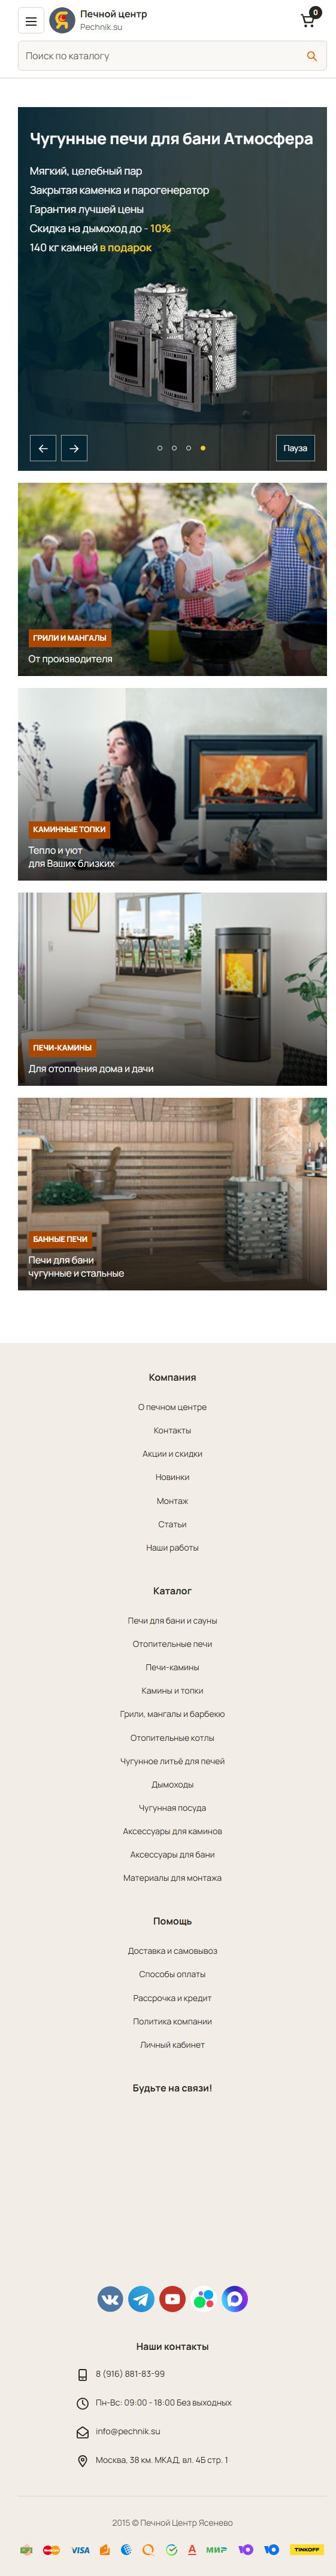 Печной центр
Pechnik.su
0
Поиск по каталогу
Чугунные печи для бани Атмосфера
Мягкий, целебный пар
Закрытая каменка и парогенератор
Гарантия лучшей цены
Скидка на дымоход до - 10%
140 кг камней в подарок
Пауза
ГРИЛИ И МАНГАЛЫ
От производителя
КАМИННЫЕ ТОПКИ
Тепло и уют
для Ваших близких
ПЕЧИ-КАМИНЫ
Для отопления дома и дачи
БАННЫЕ ПЕЧИ
Печи для бани
чугунные и стальные
Компания
О печном центре
Контакты
Акции и скидки
Новинки
Монтаж
Статьи
Наши работы
Каталог
Печи для бани и сауны
Отопительные печи
Печи-камины
Камины и топки
Грили, мангалы и барбекю
Отопительные котлы
Чугунное литьё для печей
Дымоходы
Чугунная посуда
Аксессуары для каминов
Аксессуары для бани
Материалы для монтажа
Помощь
Доставка и самовывоз
Способы оплаты
Рассрочка и кредит
Политика компании
Личный кабинет
Будьте на связи!
Наши контакты
8 (916) 881-83-99
Пн-Вс: 09:00 - 18:00 Без выходных
info@pechnik.su
Москва, 38 км. МКАД, вл. 4Б стр. 1
2015 © Печной Центр Ясенево
VISA
МИР
TINKOFF